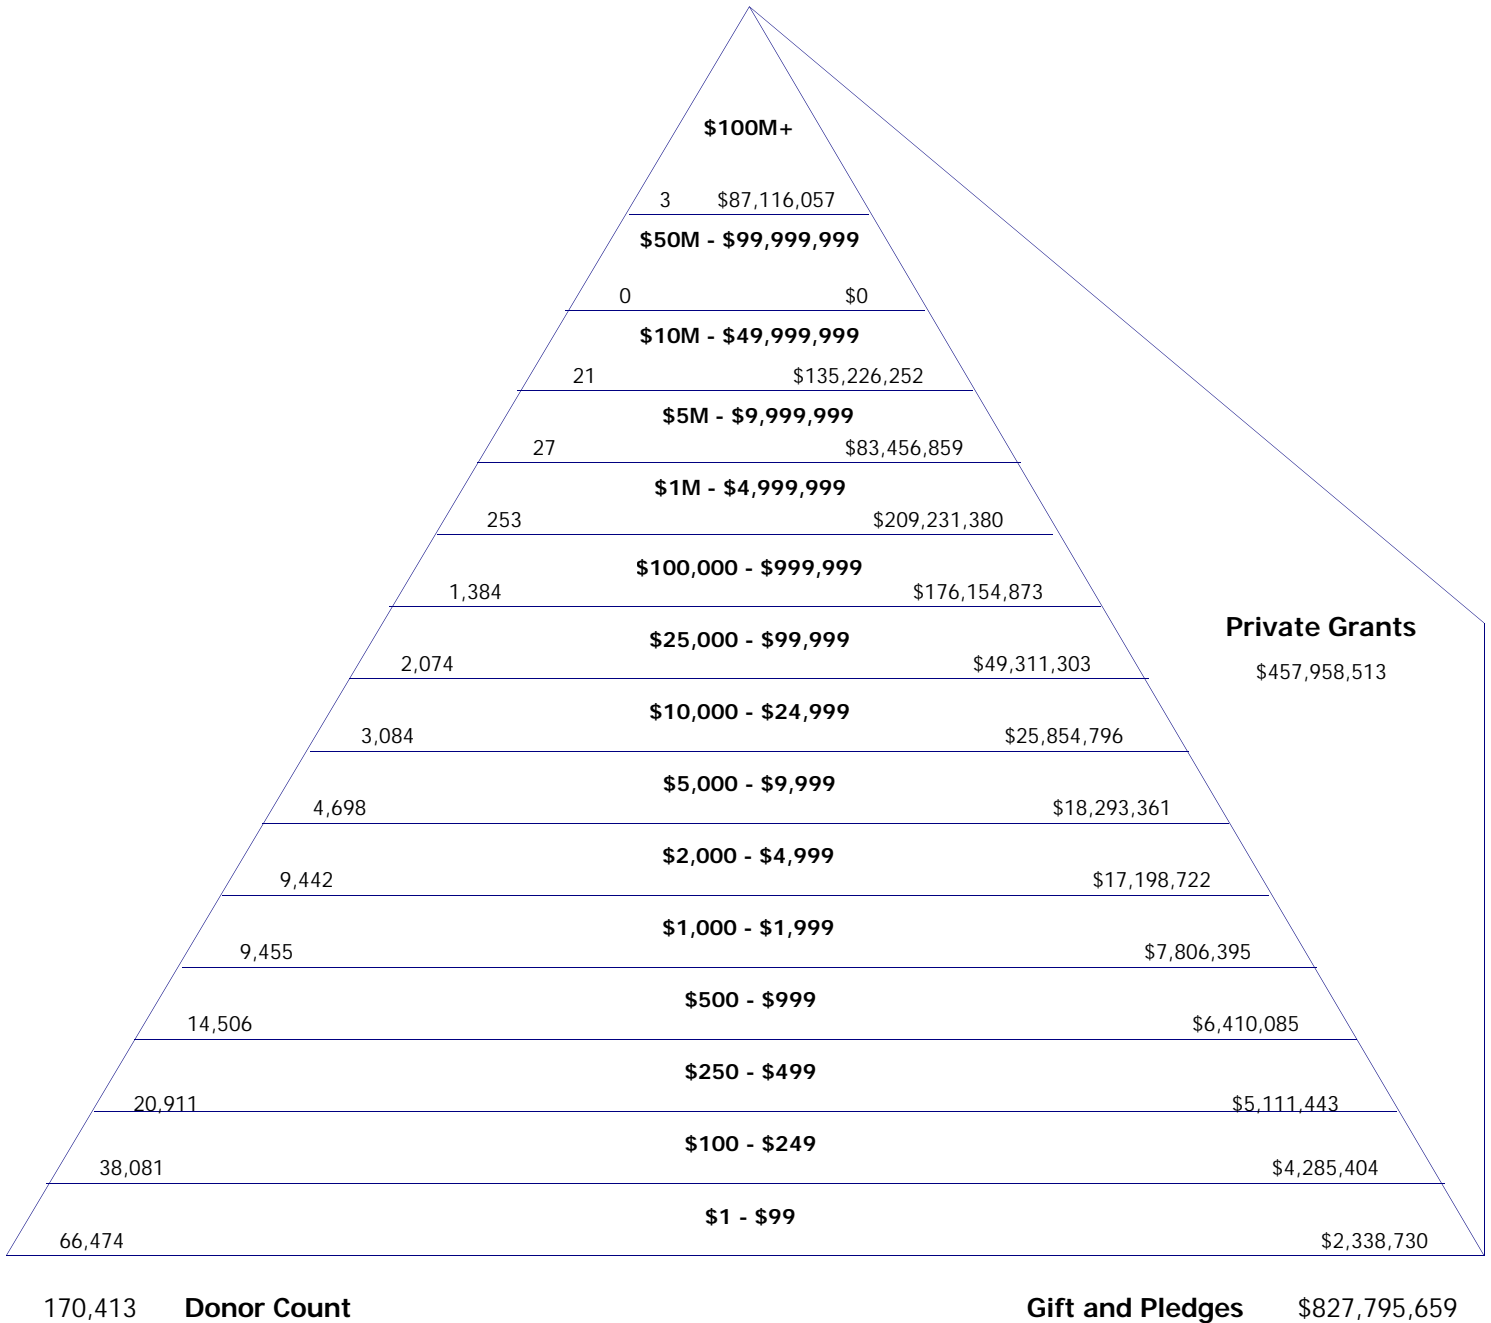 $100M+
3 $87,116,057
$50M - $99,999,999
0 $0
$10M - $49,999,999
21 $135,226,252
$5M - $9,999,999
27 $83,456,859
$1M - $4,999,999
253 $209,231,380
$100,000 - $999,999
1,384 $176,154,873
$25,000 - $99,999
Private Grants
2,074 $49,311,303
$457,958,513
$10,000 - $24,999
3,084 $25,854,796
$5,000 - $9,999
4,698 $18,293,361
$2,000 - $4,999
9,442 $17,198,722
$1,000 - $1,999
9,455 $7,806,395
$500 - $999
14,506 $6,410,085
$250 - $499
20,911 $5,111,443
$100 - $249
38,081 $4,285,404
$1 - $99
66,474 $2,338,730
170,413 Donor Count Gift and Pledges $827,795,659